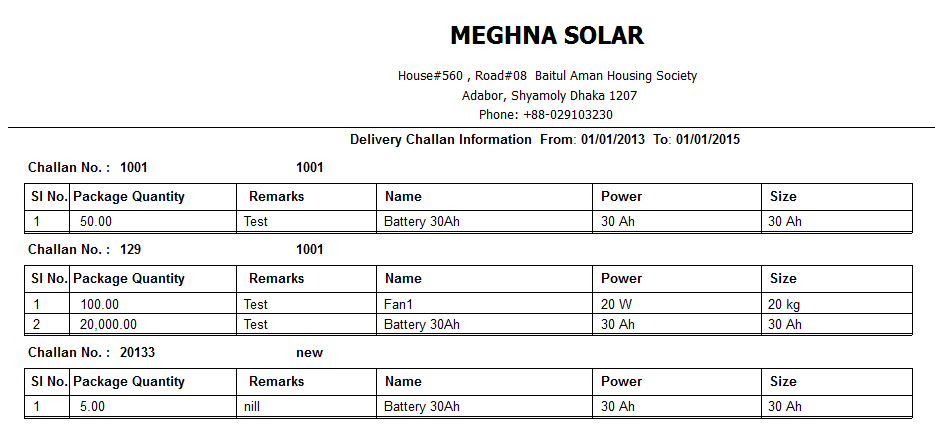 MEGHNA SOLAR
House#560 , Road#08 Baitul Aman Housing Society
Adabor, Shyamoly Dhaka 1207
Phone: +88-029103230
Delivery Challan Information From: 01/01/2013 To: 01/01/2015
Challan No. : 1001 1001
Sl No. Package Quantity Remarks Name Power Size
1 50.00 Test Battery 30Ah 30 Ah 30 Ah
Challan No. : 129 1001
Sl No. Package Quantity Remarks Name Power Size
1 100.00 Test Fan1 20 W 20 kg
2 20,000.00 Test Battery 30Ah 30 Ah 30 Ah
Challan No. : 20133 new
Sl No. Package Quantity Remarks Name Power Size
1 5.00 nill Battery 30Ah 30 Ah 30 Ah